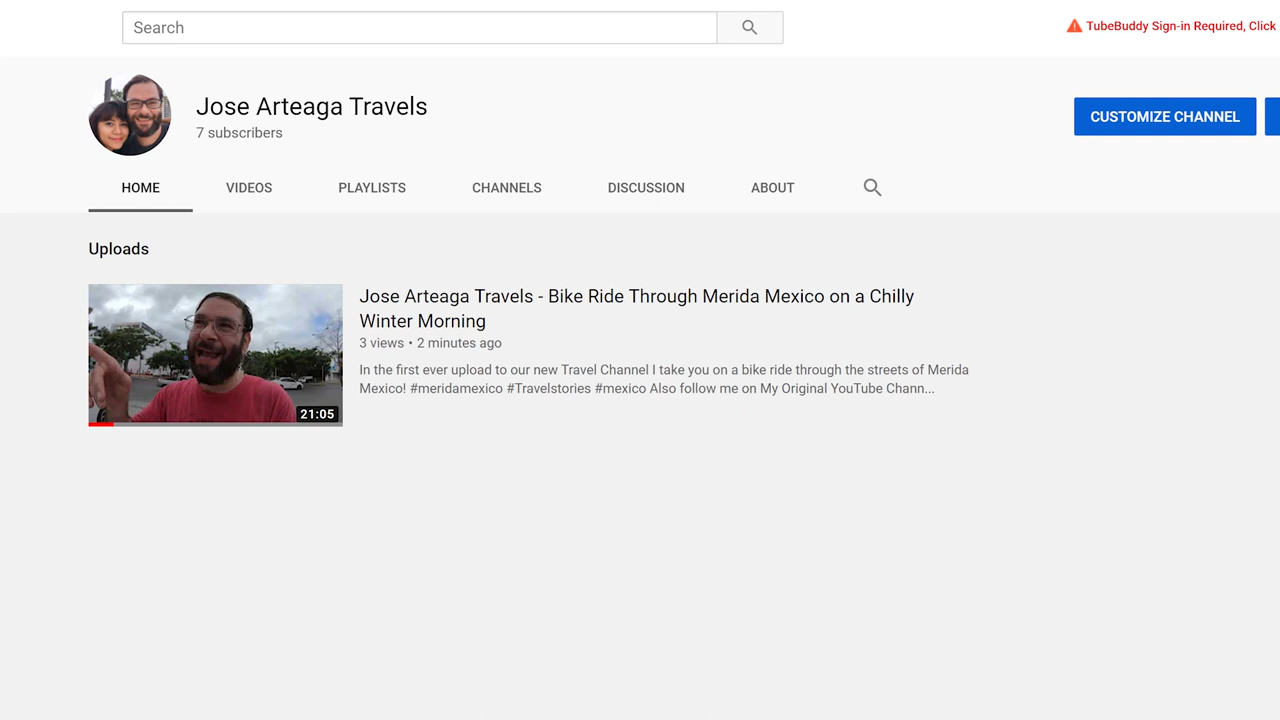 Search
TubeBuddy Sign-in Required, Click
Jose Arteaga Travels
7 subscribers
CUSTOMIZE CHANNEL
HOME VIDEOS PLAYLISTS CHANNELS DISCUSSION ABOUT
Uploads
Jose Arteaga Travels - Bike Ride Through Merida Mexico on a Chilly
Winter Morning
3 views • 2 minutes ago
In the first ever upload to our new Travel Channel I take you on a bike ride through the streets of Merida
Mexico! #meridamexico #Travelstories #mexico Also follow me on My Original YouTube Chann...
21:05